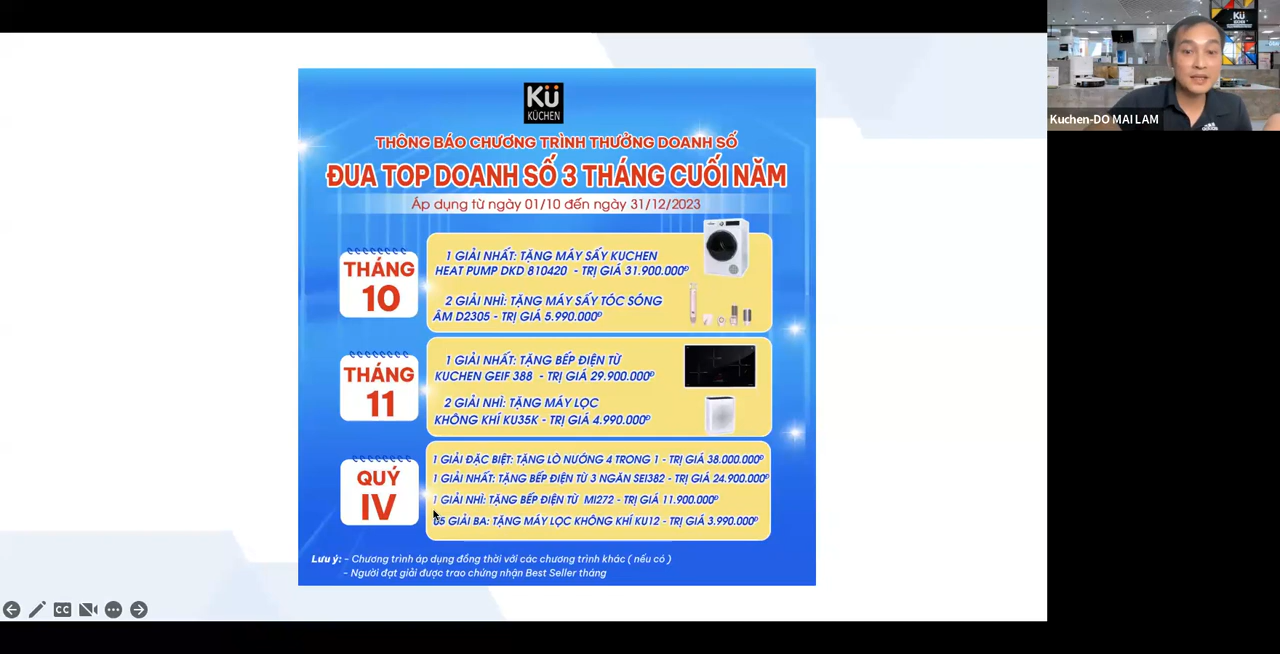 KÜ
KÜCHEN
THÔNG BÁO CHƯƠNG TRÌNH THƯỞNG DOANH SỐ
ĐUA TOP DOANH SỐ 3 THÁNG CUỐI NĂM
Áp dụng từ ngày 01/10 đến ngày 31/12/2023
THÁNG
10
1 GIẢI NHẤT: TẶNG MÁY SẤY KUCHEN
HEAT PUMP DKD 810420 - TRỊ GIÁ 31.900.000Đ
2 GIẢI NHÌ: TẶNG MÁY SẤY TÓC SÓNG
ÂM D2305 - TRỊ GIÁ 5.990.000Đ
THÁNG
11
1 GIẢI NHẤT: TẶNG BẾP ĐIỆN TỪ
KUCHEN GEIF 388 - TRỊ GIÁ 29.900.000Đ
2 GIẢI NHÌ: TẶNG MÁY LỌC
KHÔNG KHÍ KU35K - TRỊ GIÁ 4.990.000Đ
QUÝ
IV
1 GIẢI ĐẶC BIỆT: TẶNG LÒ NƯỚNG 4 TRONG 1 - TRỊ GIÁ 38.000.000Đ
1 GIẢI NHẤT: TẶNG BẾP ĐIỆN TỪ 3 NGĂN SEI382 - TRỊ GIÁ 24.900.000Đ
1 GIẢI NHÌ: TẶNG BẾP ĐIỆN TỪ MI272 - TRỊ GIÁ 11.900.000Đ
05 GIẢI BA: TẶNG MÁY LỌC KHÔNG KHÍ KU12 - TRỊ GIÁ 3.990.000Đ
Lưu ý: - Chương trình áp dụng đồng thời với các chương trình khác ( nếu có )
- Người đạt giải được trao chứng nhận Best Seller tháng
CC
KÜ
adidas
Kuchen-DO MAI LAM